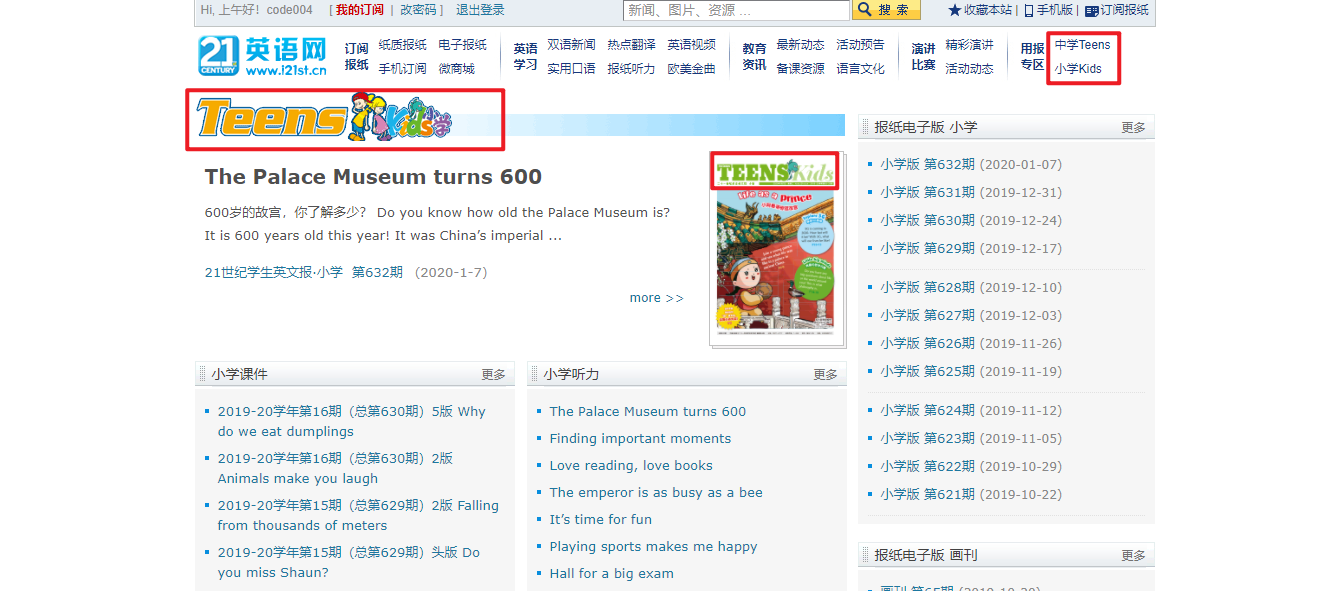 Hi, 上午好！code004 [ 我的订阅 | 改密码 ] 退出登录
新闻、图片、资源 ...
搜 索
收藏本站 | 手机版 | 订阅报纸
21 CENTURY 英语网
www.i21st.cn
订阅报纸
纸质报纸 电子报纸
手机订阅 微商城
英语学习
双语新闻 热点翻译 英语视频
实用口语 报纸听力 欧美金曲
教育资讯
最新动态 活动预告
备课资源 语言文化
演讲比赛
精彩演讲
活动动态
用报专区
中学Teens
小学Kids
Teens Kids 小学
The Palace Museum turns 600
600岁的故宫，你了解多少？ Do you know how old the Palace Museum is?
It is 600 years old this year! It was China’s imperial ...
21世纪学生英文报·小学 第632期 (2020-1-7)
more >>
TEENS Kids
Life as a prince
小学课件 更多
2019-20学年第16期（总第630期）5版 Why
do we eat dumplings
2019-20学年第16期（总第630期）2版
Animals make you laugh
2019-20学年第15期（总第629期）2版 Falling
from thousands of meters
2019-20学年第15期（总第629期）头版 Do
you miss Shaun?
小学听力 更多
The Palace Museum turns 600
Finding important moments
Love reading, love books
The emperor is as busy as a bee
It’s time for fun
Playing sports makes me happy
Hall for a big exam
报纸电子版 小学 更多
小学版 第632期 (2020-01-07)
小学版 第631期 (2019-12-31)
小学版 第630期 (2019-12-24)
小学版 第629期 (2019-12-17)
小学版 第628期 (2019-12-10)
小学版 第627期 (2019-12-03)
小学版 第626期 (2019-11-26)
小学版 第625期 (2019-11-19)
小学版 第624期 (2019-11-12)
小学版 第623期 (2019-11-05)
小学版 第622期 (2019-10-29)
小学版 第621期 (2019-10-22)
报纸电子版 画刊 更多